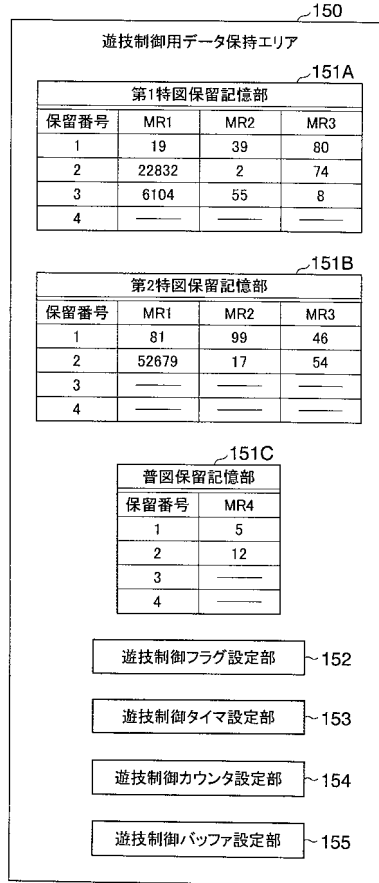 150
遊技制御用データ保持エリア
151A
第1特図保留記憶部
保留番号 MR1 MR2 MR3
1 19 39 80
2 22832 2 74
3 6104 55 8
4 ―― ―― ――
151B
第2特図保留記憶部
保留番号 MR1 MR2 MR3
1 81 99 46
2 52679 17 54
3 ―― ―― ――
4 ―― ―― ――
151C
普図保留記憶部
保留番号 MR4
1 5
2 12
3 ――
4 ――
遊技制御フラグ設定部 152
遊技制御タイマ設定部 153
遊技制御カウンタ設定部 154
遊技制御バッファ設定部 155